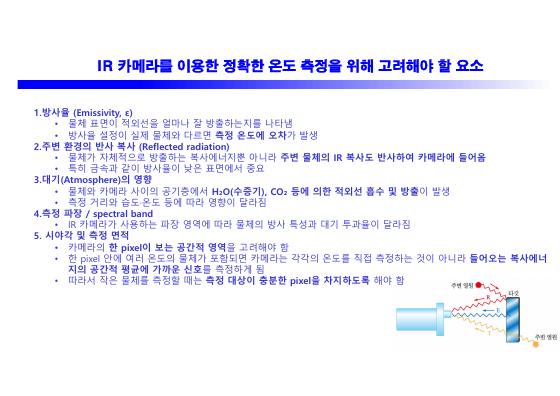 IR 카메라를 이용한 정확한 온도 측정을 위해 고려해야 할 요소
1.방사율 (Emissivity, ε)
• 물체 표면이 적외선을 얼마나 잘 방출하는지를 나타냄
• 방사율 설정이 실제 물체와 다르면 측정 온도에 오차가 발생
2.주변 환경의 반사 복사 (Reflected radiation)
• 물체가 자체적으로 방출하는 복사에너지뿐 아니라 주변 물체의 IR 복사도 반사하여 카메라에 들어옴
• 특히 금속과 같이 방사율이 낮은 표면에서 중요
3.대기(Atmosphere)의 영향
• 물체와 카메라 사이의 공기층에서 H₂O(수증기), CO₂ 등에 의한 적외선 흡수 및 방출이 발생
• 측정 거리와 습도·온도 등에 따라 영향이 달라짐
4.측정 파장 / spectral band
• IR 카메라가 사용하는 파장 영역에 따라 물체의 방사 특성과 대기 투과율이 달라짐
5. 시야각 및 측정 면적
• 카메라의 한 pixel이 보는 공간적 영역을 고려해야 함
• 한 pixel 안에 여러 온도의 물체가 포함되면 카메라는 각각의 온도를 직접 측정하는 것이 아니라 들어오는 복사에너
지의 공간적 평균에 가까운 신호를 측정하게 됨
• 따라서 작은 물체를 측정할 때는 측정 대상이 충분한 pixel을 차지하도록 해야 함
주변 열원
타깃
R
E
T
주변 열원